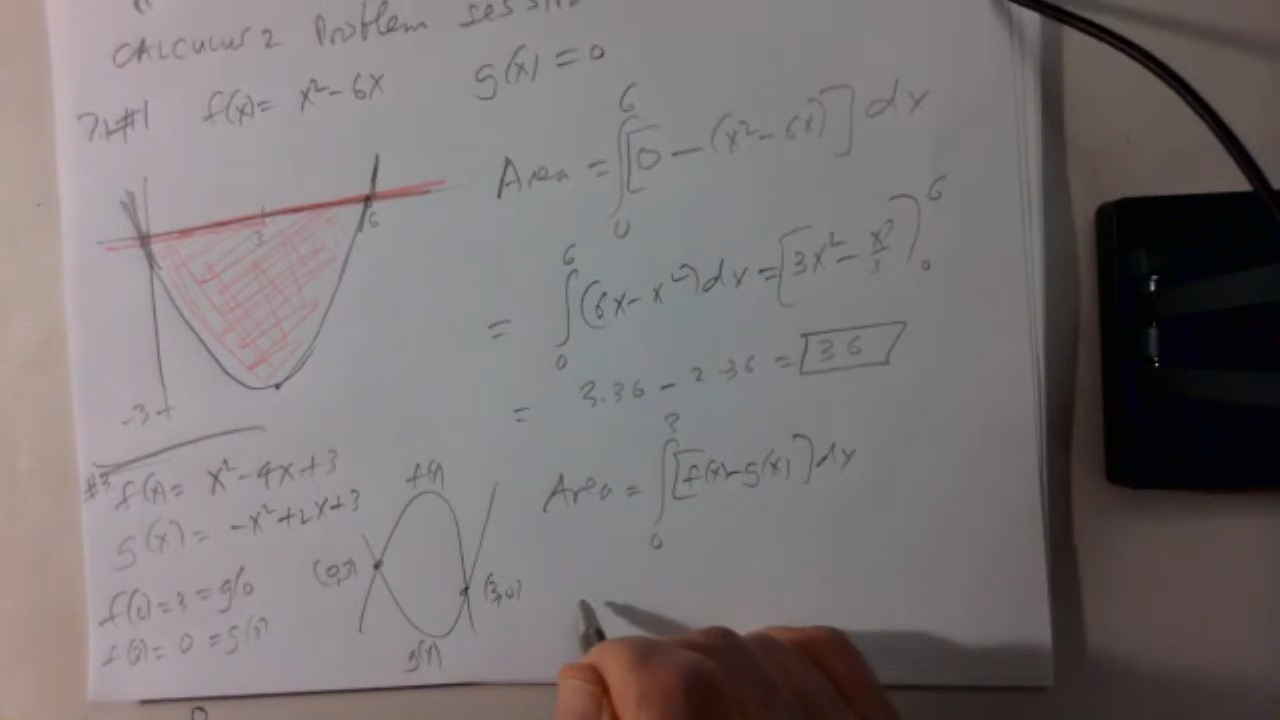 CALCULUS 2 Problem
7.2#1 f(x)= x²-6x g(x)=0
Area = ∫₀⁶ [0-(x²-6x)] dx
3
6
= ∫₀⁶ (6x-x²)dx = [3x²-x³/3]₀⁶
-3
= 3.36 - 2.36 = 36
#3 f(x)= x²-4x+3
g(x)= -x²+2x+3
f(x)
Area = ∫₀³ [f(x)-g(x)]dx
(0,3)
(3,0)
f(0)=3=g(0
f(3)=0=g(3)
g(x)